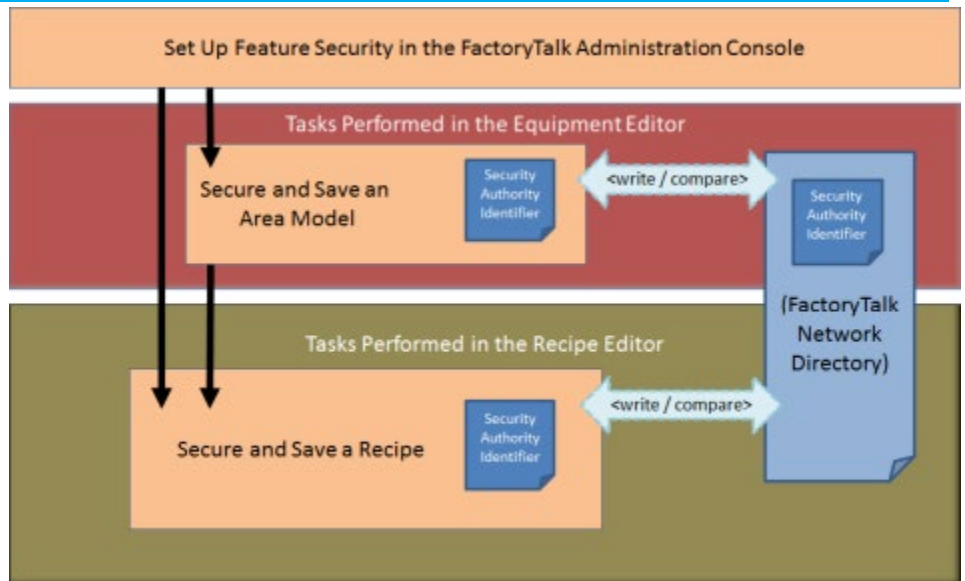 Set Up Feature Security in the FactoryTalk Administration Console
Tasks Performed in the Equipment Editor
Secure and Save an
Area Model
Security
Authority
Identifier
<write / compare>
Security
Authority
Identifier
(FactoryTalk
Network
Directory)
Tasks Performed in the Recipe Editor
Secure and Save a Recipe
Security
Authority
Identifier
<write / compare>